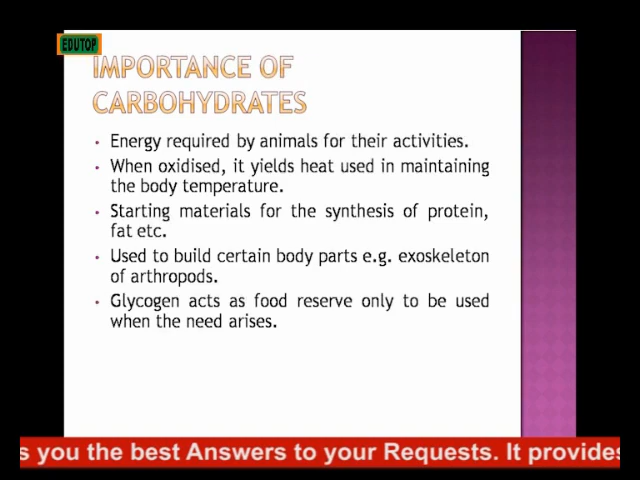 EDUTOP
IMPORTANCE OF
CARBOHYDRATES
• Energy required by animals for their activities.
• When oxidised, it yields heat used in maintaining
the body temperature.
• Starting materials for the synthesis of protein,
fat etc.
• Used to build certain body parts e.g. exoskeleton
of arthropods.
• Glycogen acts as food reserve only to be used
when the need arises.
s you the best Answers to your Requests. It provides